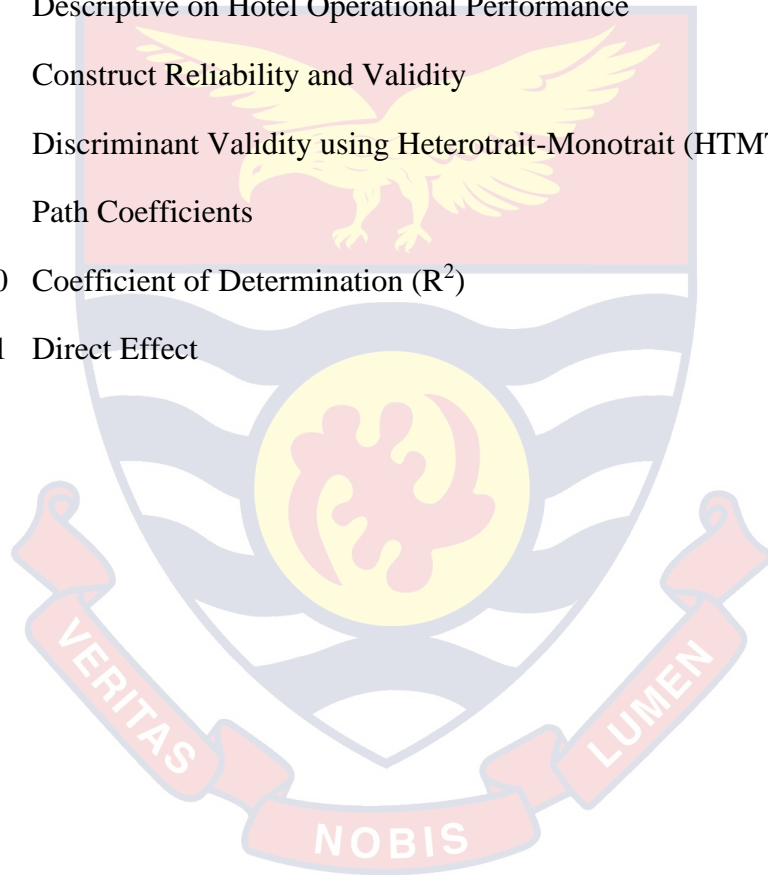 Descriptive on Hotel Operational Performance
Construct Reliability and Validity
Discriminant Validity using Heterotrait-Monotrait (HTMT
Path Coefficients
0 Coefficient of Determination (R²)
1 Direct Effect
VERITAS
NOBIS
LUMEN